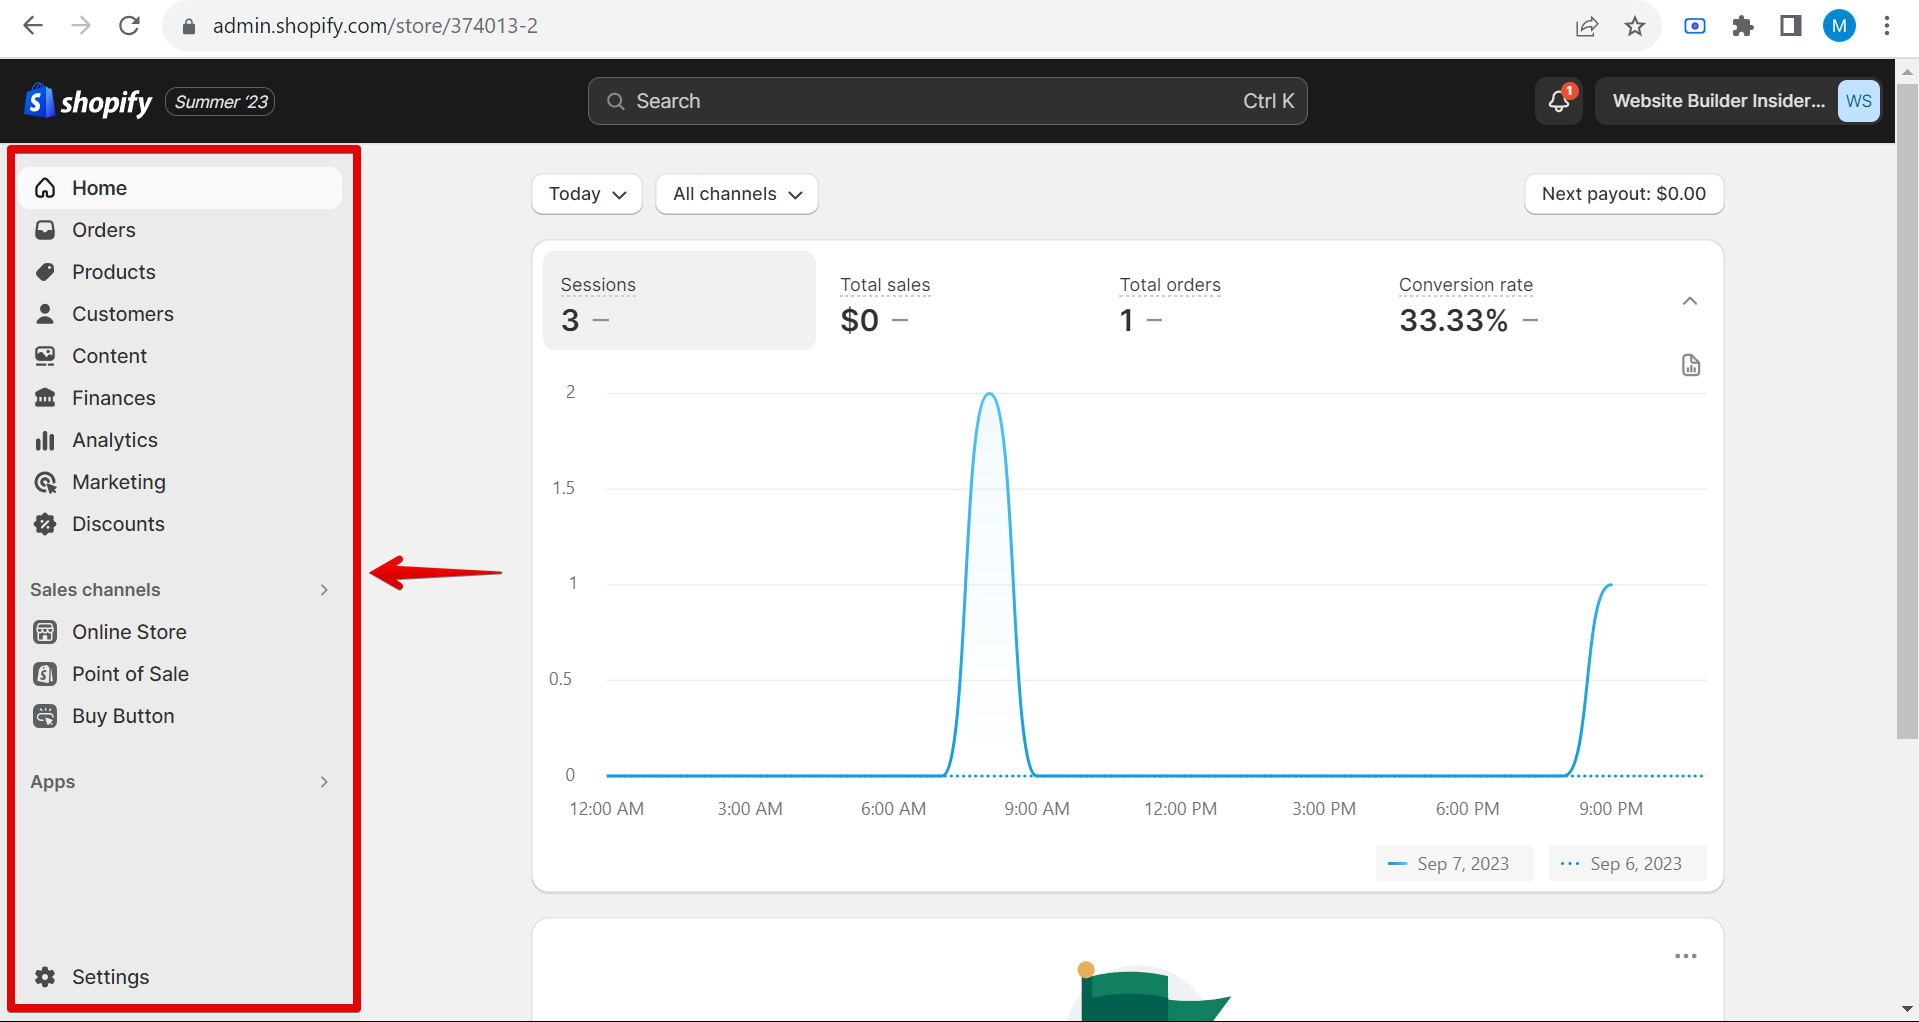 admin.shopify.com/store/374013-2
M
shopify Summer '23
Search Ctrl K
1
Website Builder Insider... WS
Home
Orders
Products
Customers
Content
Finances
Analytics
Marketing
Discounts
Sales channels
Online Store
Point of Sale
Buy Button
Apps
Settings
Today All channels Next payout: $0.00
Sessions Total sales Total orders Conversion rate
3 – $0 – 1 – 33.33% –
2
1.5
1
0.5
0
12:00 AM 3:00 AM 6:00 AM 9:00 AM 12:00 PM 3:00 PM 6:00 PM 9:00 PM
Sep 7, 2023 Sep 6, 2023